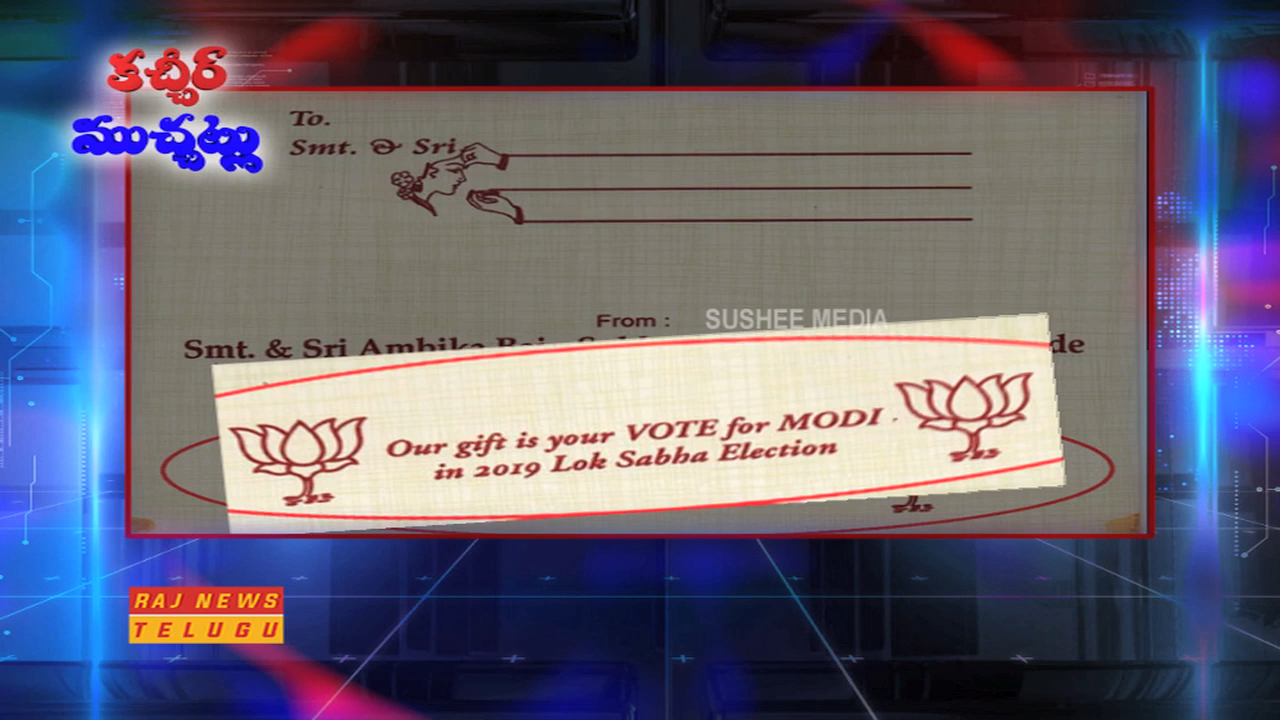 కచ్చీర్
ముచ్చట్లు
To.
Smt. & Sri.
From :
SUSHEE MEDIA
Smt. & Sri Ambika
de
Our gift is your VOTE for MODI.
in 2019 Lok Sabha Election
RAJ NEWS
TELUGU